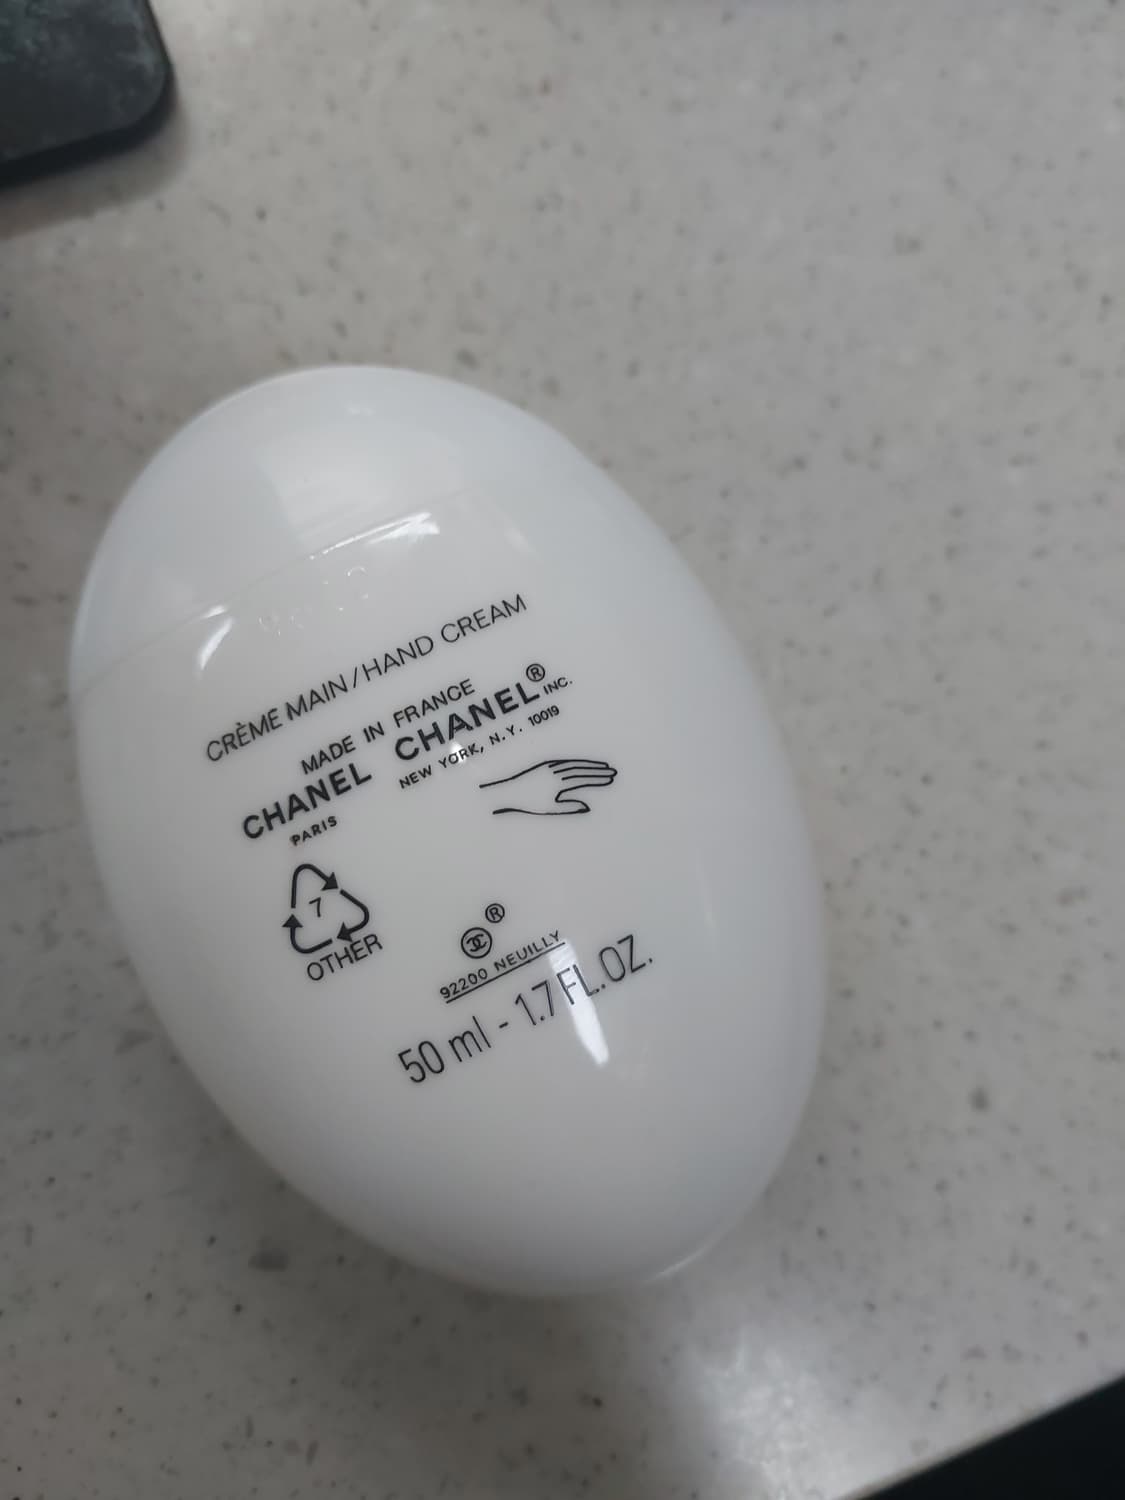 CRÈME MAIN / HAND CREAM
MADE IN FRANCE
CHANEL CHANEL® INC.
PARIS NEW YORK, N.Y. 10019
7
OTHER
®
92200 NEUILLY
50 ml - 1.7 FL.OZ.